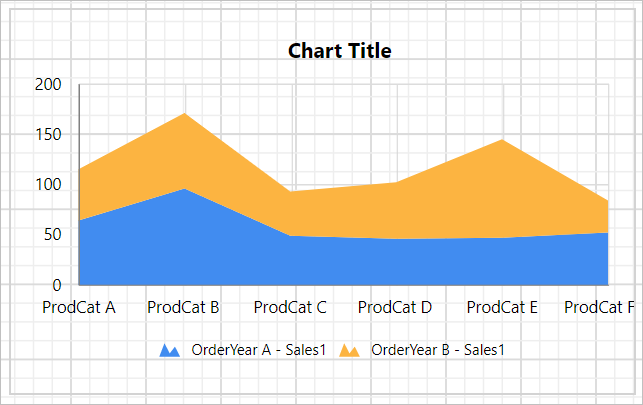 Chart Title
200
150
100
50
0
ProdCat A ProdCat B ProdCat C ProdCat D ProdCat E ProdCat F
OrderYear A - Sales1 OrderYear B - Sales1